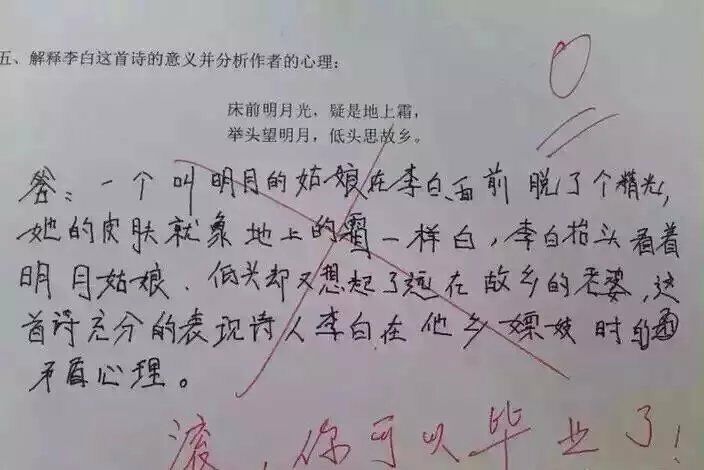 五、解释李白这首诗的意义并分析作者的心理：
床前明月光，疑是地上霜，
举头望明月，低头思故乡。
答：一个叫明月的姑娘在李白面前脱了个精光，
她的皮肤就象地上的霜一样白，李白抬头看着
明月姑娘．低头却又想起了远在故乡的老婆，这
首诗充分的表现诗人李白在他乡嫖妓时的
矛盾心理。
0
滚，你可以毕业了！